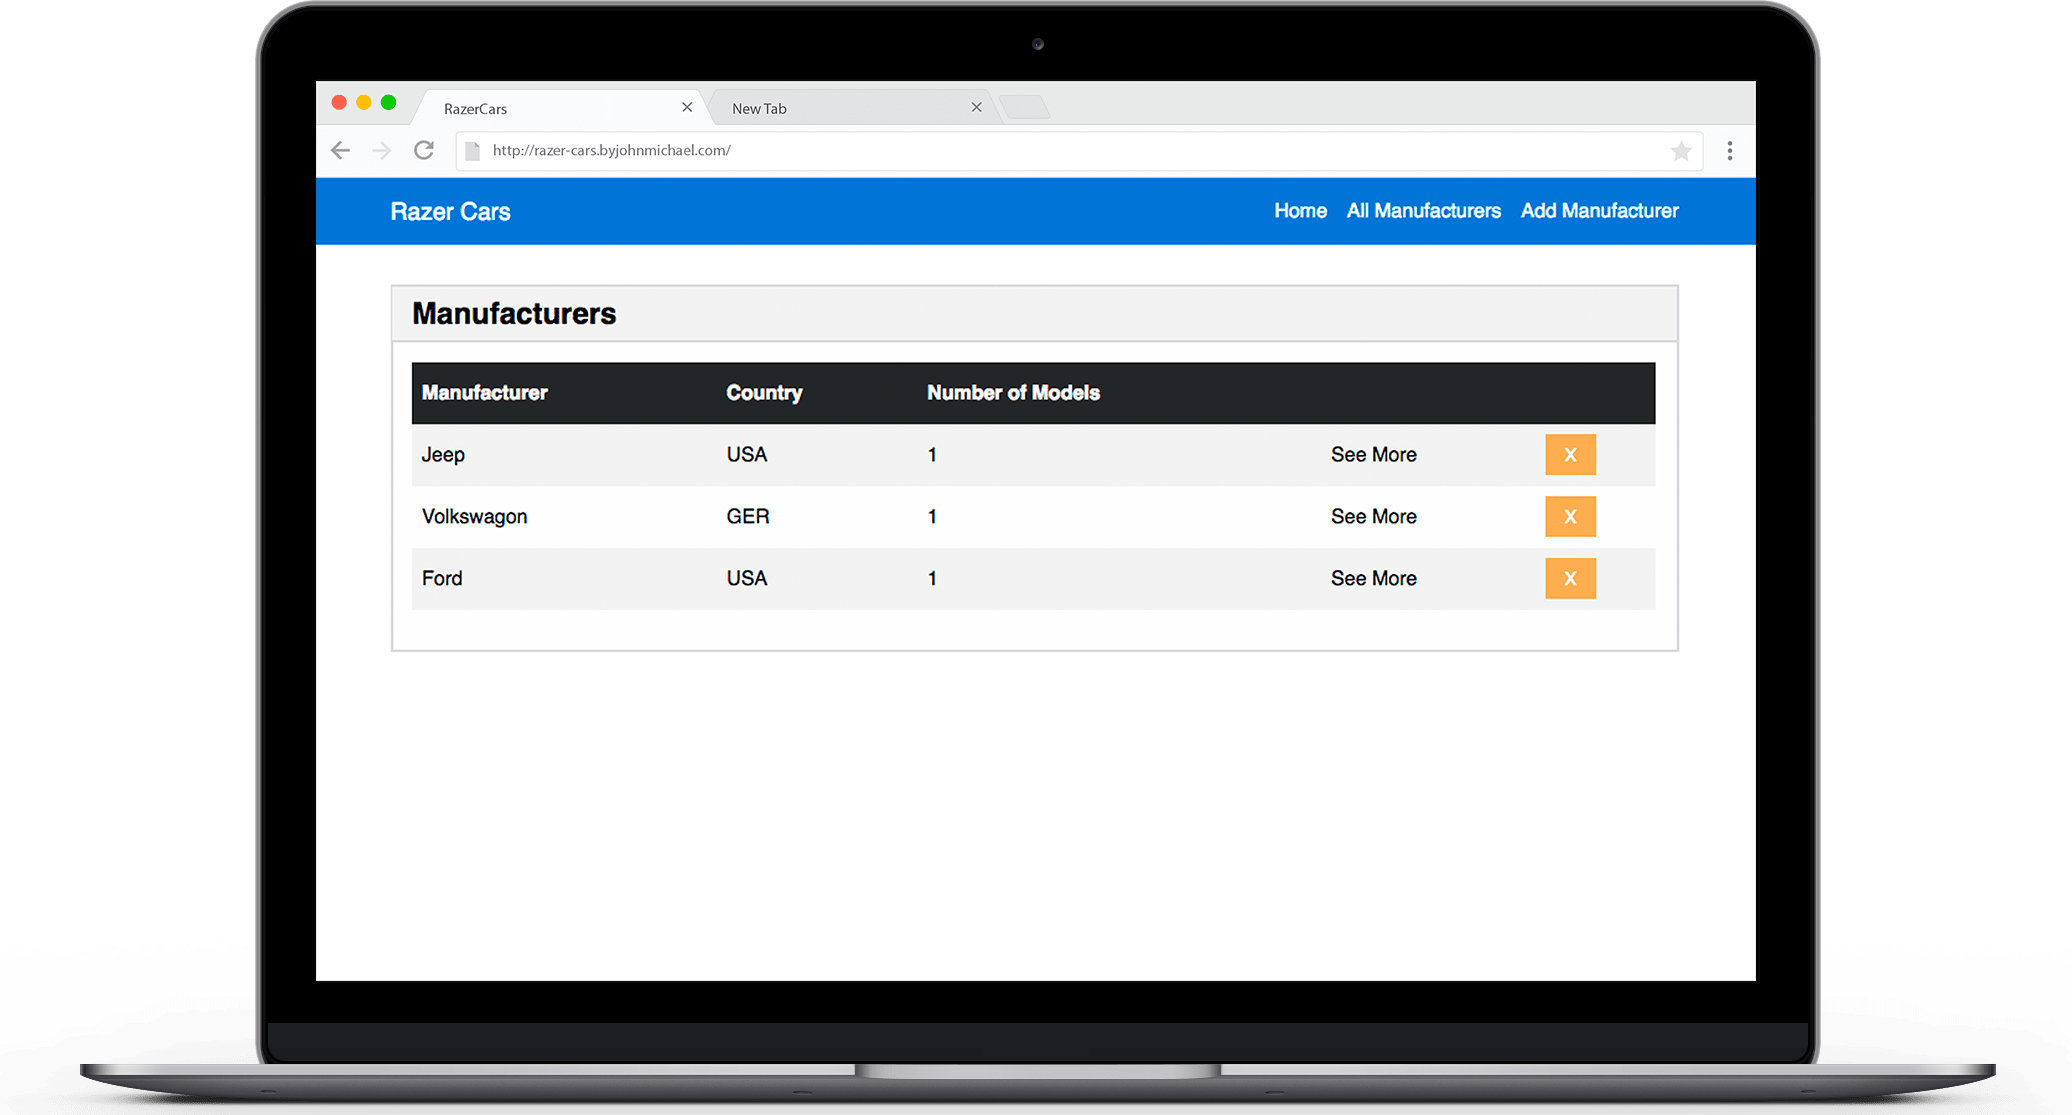 RazerCars New Tab
http://razer-cars.byjohnmichael.com/
Razer Cars Home All Manufacturers Add Manufacturer
Manufacturers
Manufacturer Country Number of Models
Jeep USA 1 See More X
Volkswagon GER 1 See More X
Ford USA 1 See More X